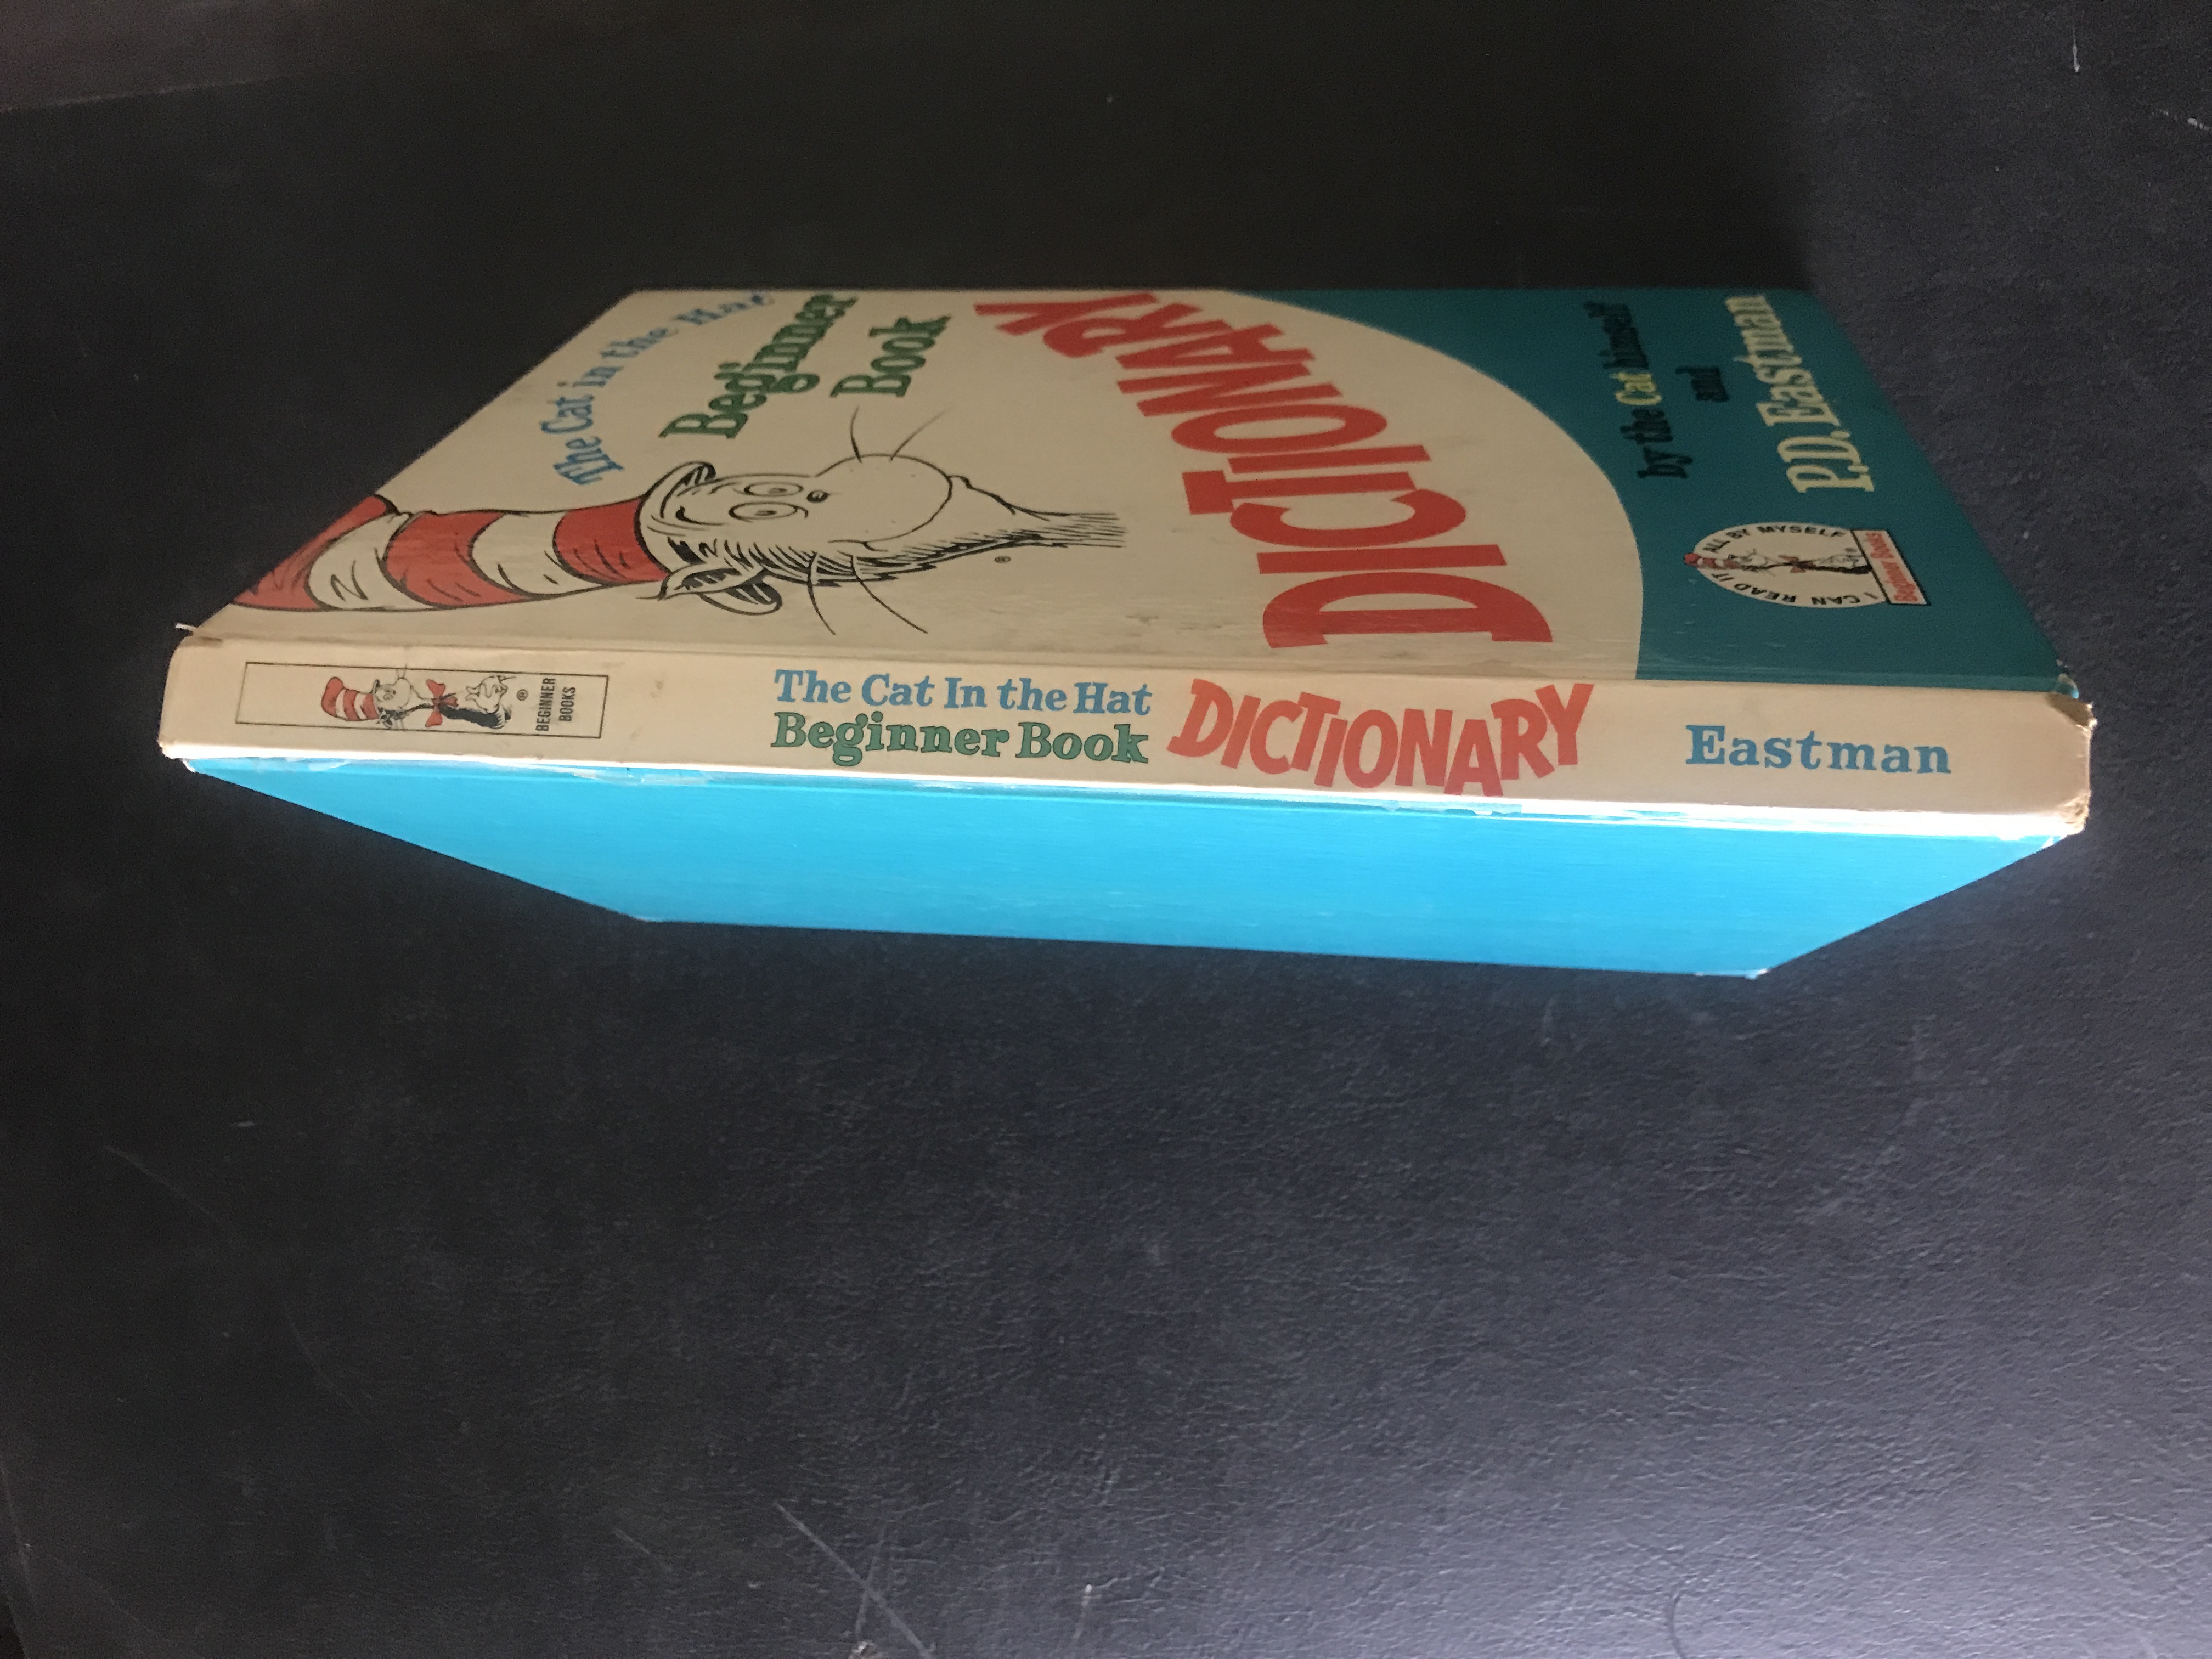 The Cat in the Hat
Beginner
Book
DICTIONARY
by the Cat himself
and
P.D. Eastman
I CAN READ IT ALL BY MYSELF
Beginner Books
®
®
BEGINNER
BOOKS
The Cat In the Hat
Beginner Book
DICTIONARY
Eastman